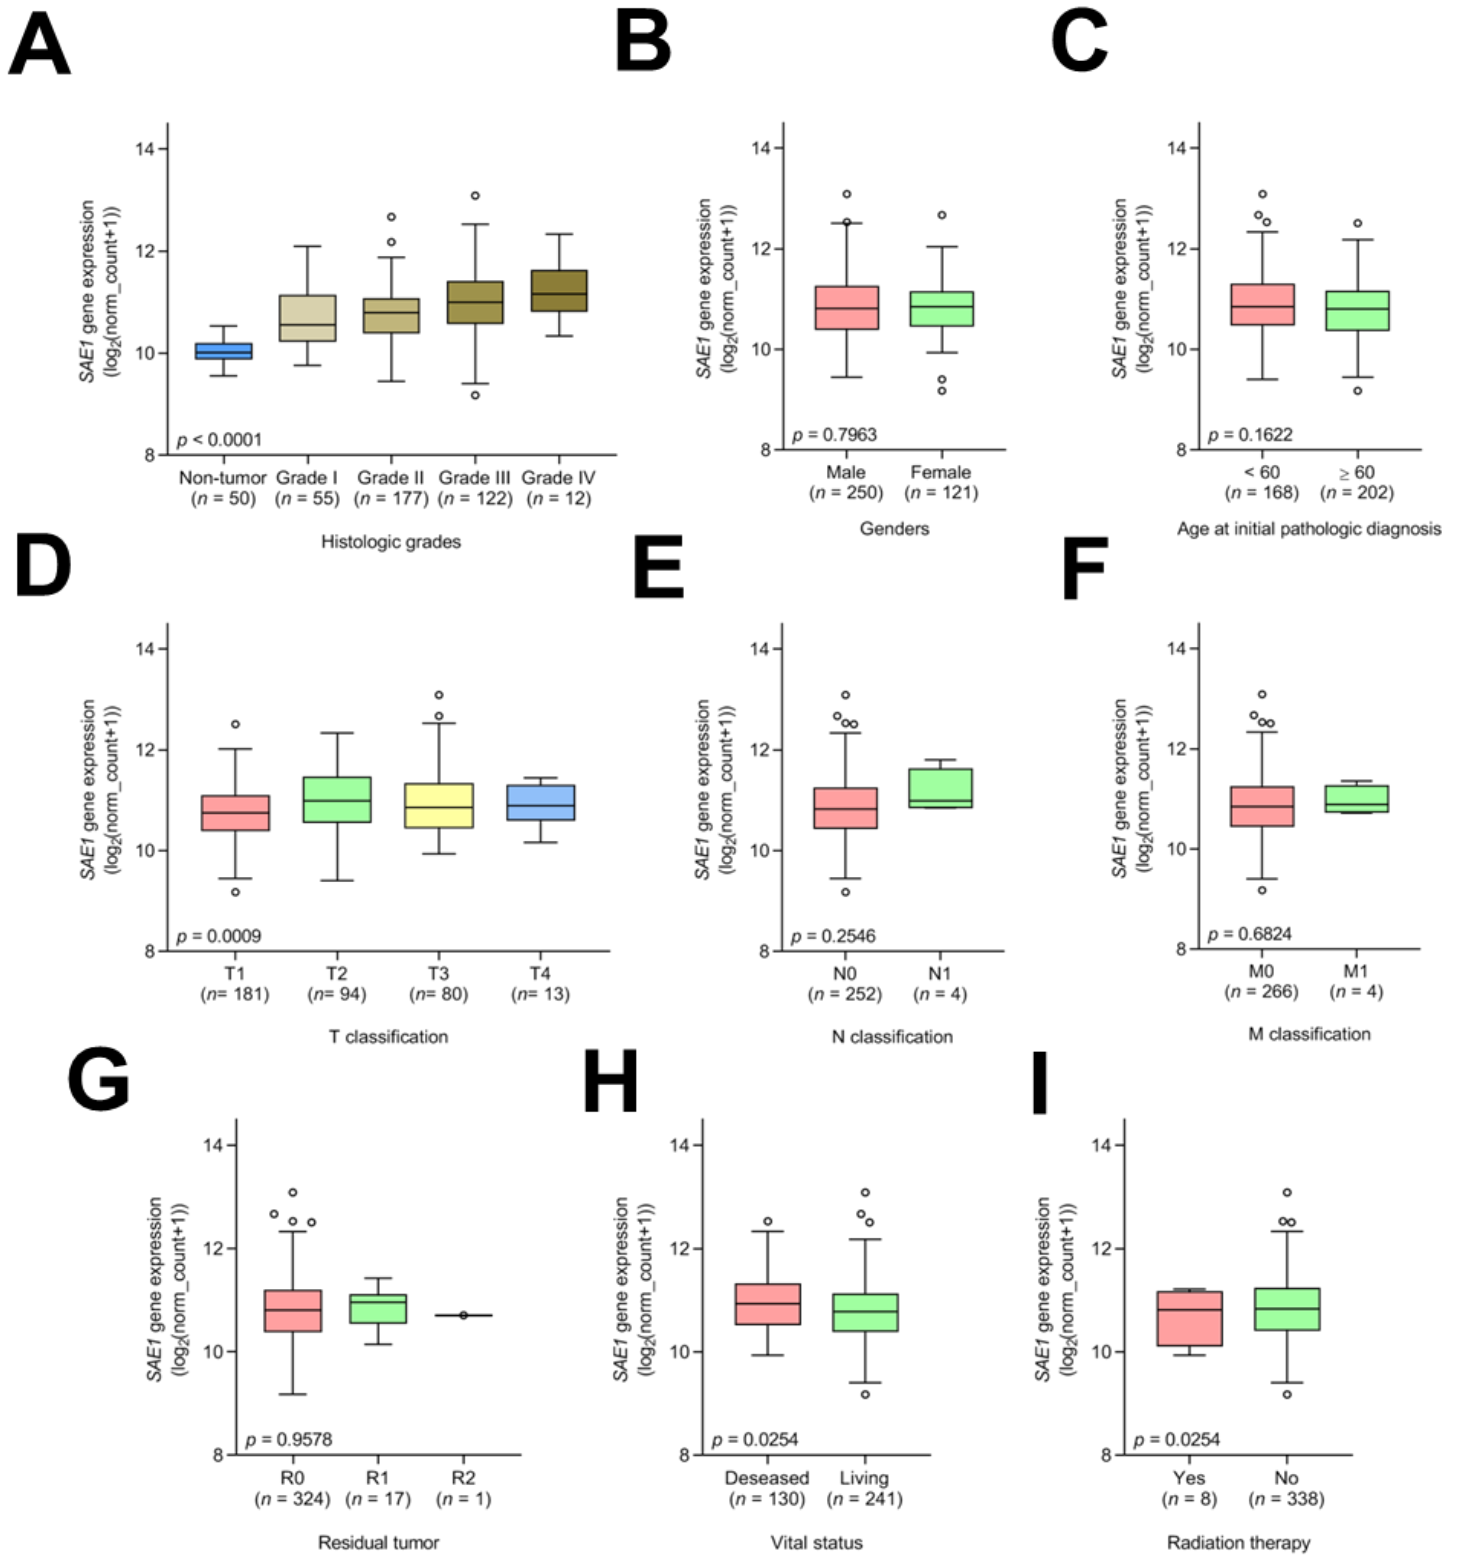 A
B
C
SAE1 gene expression
(log2(norm_count+1))
14
12
10
8
p < 0.0001
Non-tumor Grade I Grade II Grade III Grade IV
(n = 50) (n = 55) (n = 177) (n = 122) (n = 12)
Histologic grades
SAE1 gene expression
(log2(norm_count+1))
14
12
10
8
p = 0.7963
Male Female
(n = 250) (n = 121)
Genders
SAE1 gene expression
(log2(norm_count+1))
14
12
10
8
p = 0.1622
< 60 ≥ 60
(n = 168) (n = 202)
Age at initial pathologic diagnosis
D
E
F
SAE1 gene expression
(log2(norm_count+1))
14
12
10
8
p = 0.0009
T1 T2 T3 T4
(n= 181) (n= 94) (n= 80) (n= 13)
T classification
SAE1 gene expression
(log2(norm_count+1))
14
12
10
8
p = 0.2546
N0 N1
(n = 252) (n = 4)
N classification
SAE1 gene expression
(log2(norm_count+1))
14
12
10
8
p = 0.6824
M0 M1
(n = 266) (n = 4)
M classification
G
H
I
SAE1 gene expression
(log2(norm_count+1))
14
12
10
8
p = 0.9578
R0 R1 R2
(n = 324) (n = 17) (n = 1)
Residual tumor
SAE1 gene expression
(log2(norm_count+1))
14
12
10
8
p = 0.0254
Deseased Living
(n = 130) (n = 241)
Vital status
SAE1 gene expression
(log2(norm_count+1))
14
12
10
8
p = 0.0254
Yes No
(n = 8) (n = 338)
Radiation therapy